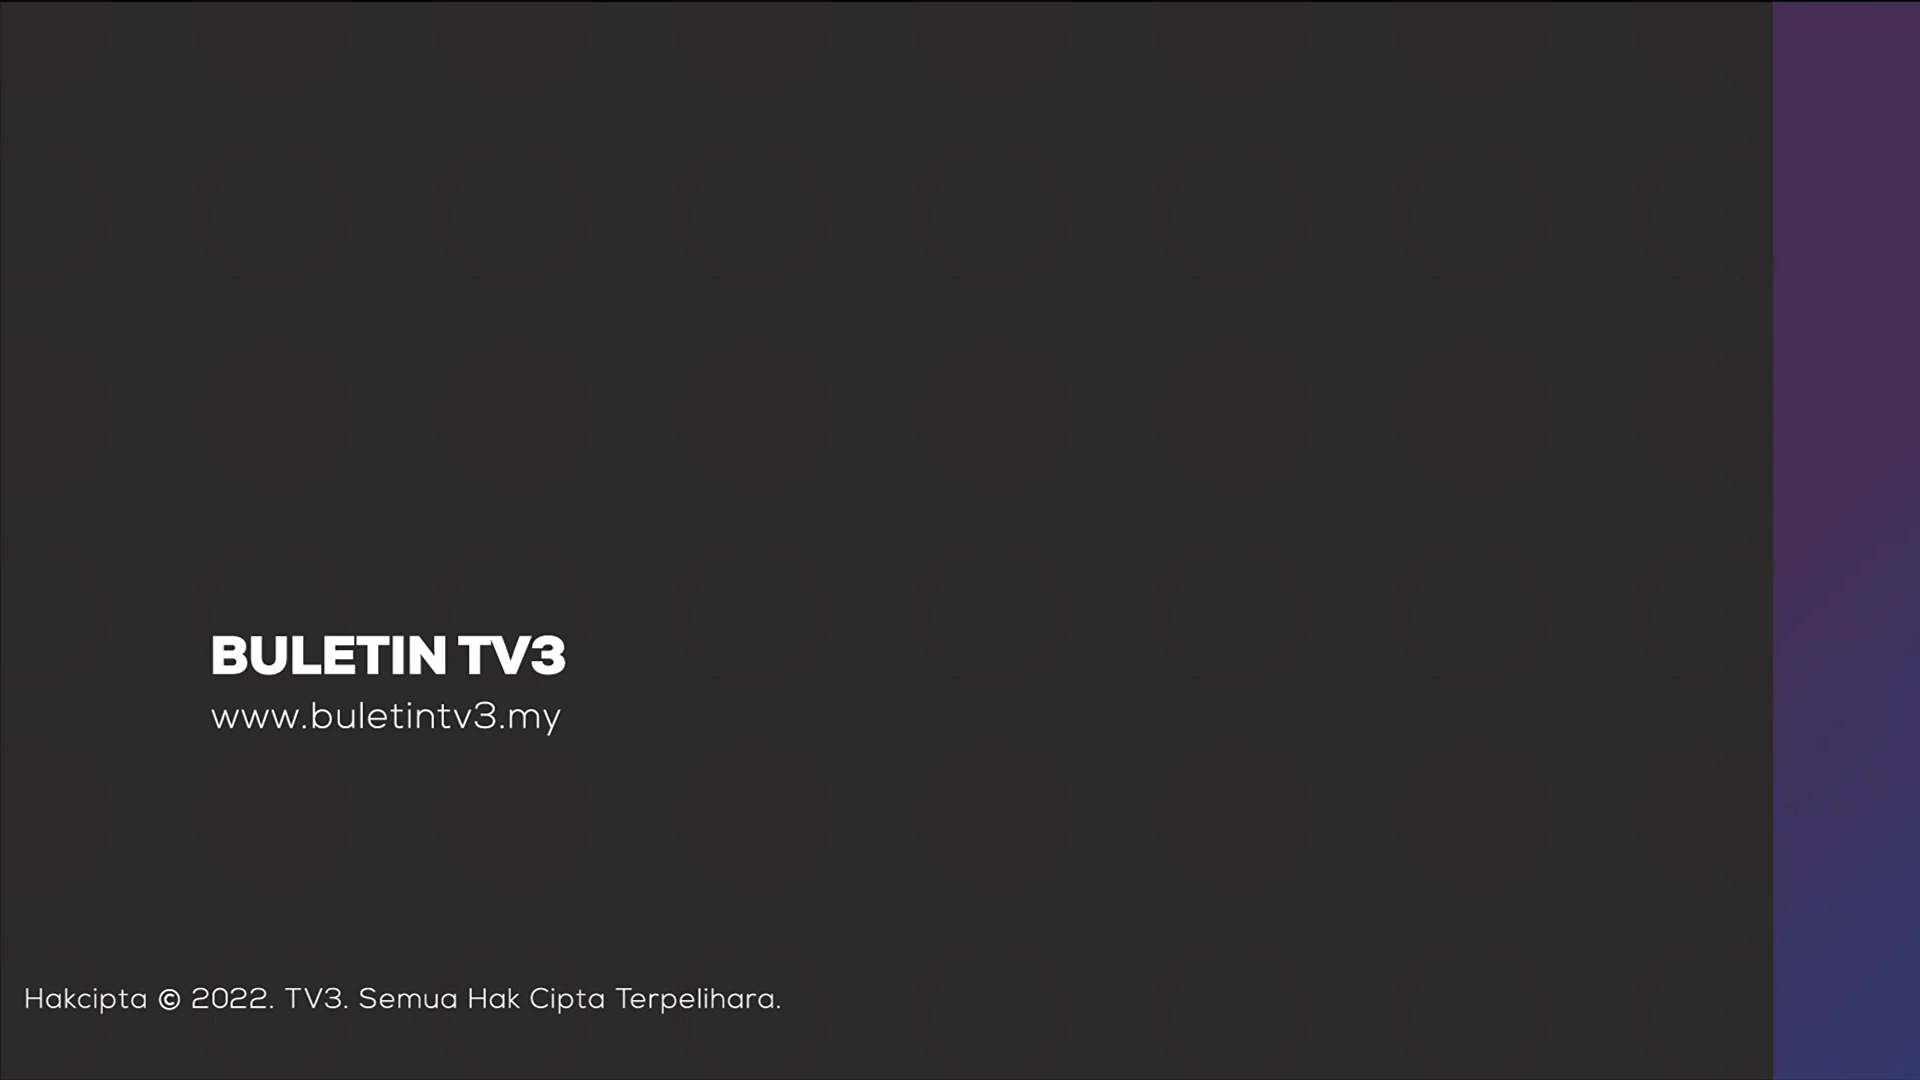 BULETIN TV3
www.buletintv3.my
Hakcipta © 2022. TV3. Semua Hak Cipta Terpelihara.